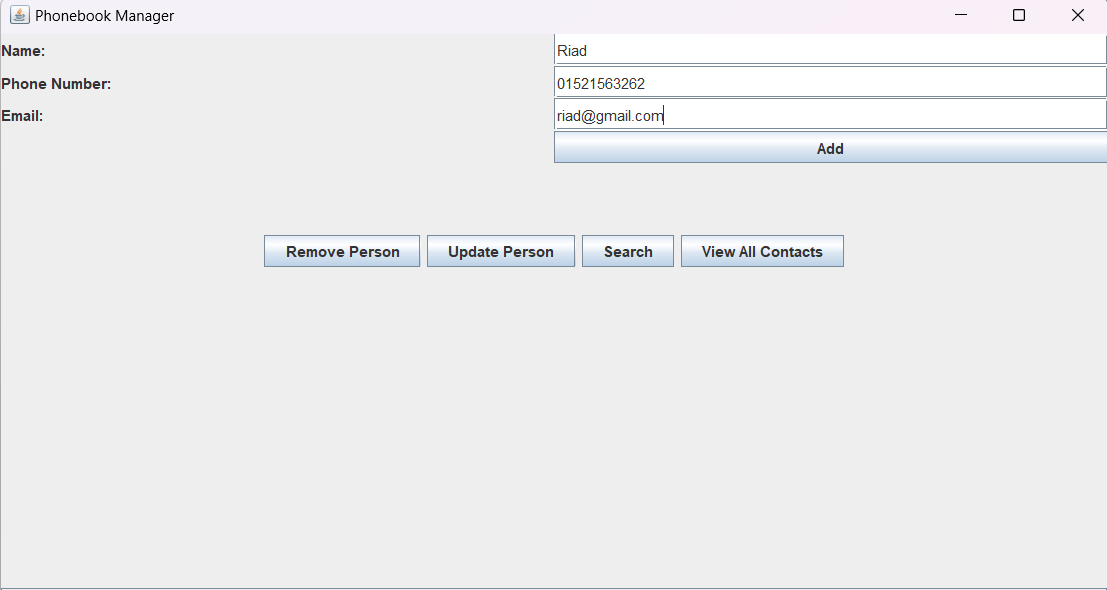 Phonebook Manager
Name: Riad
Phone Number: 01521563262
Email: riad@gmail.com
Add
Remove Person Update Person Search View All Contacts